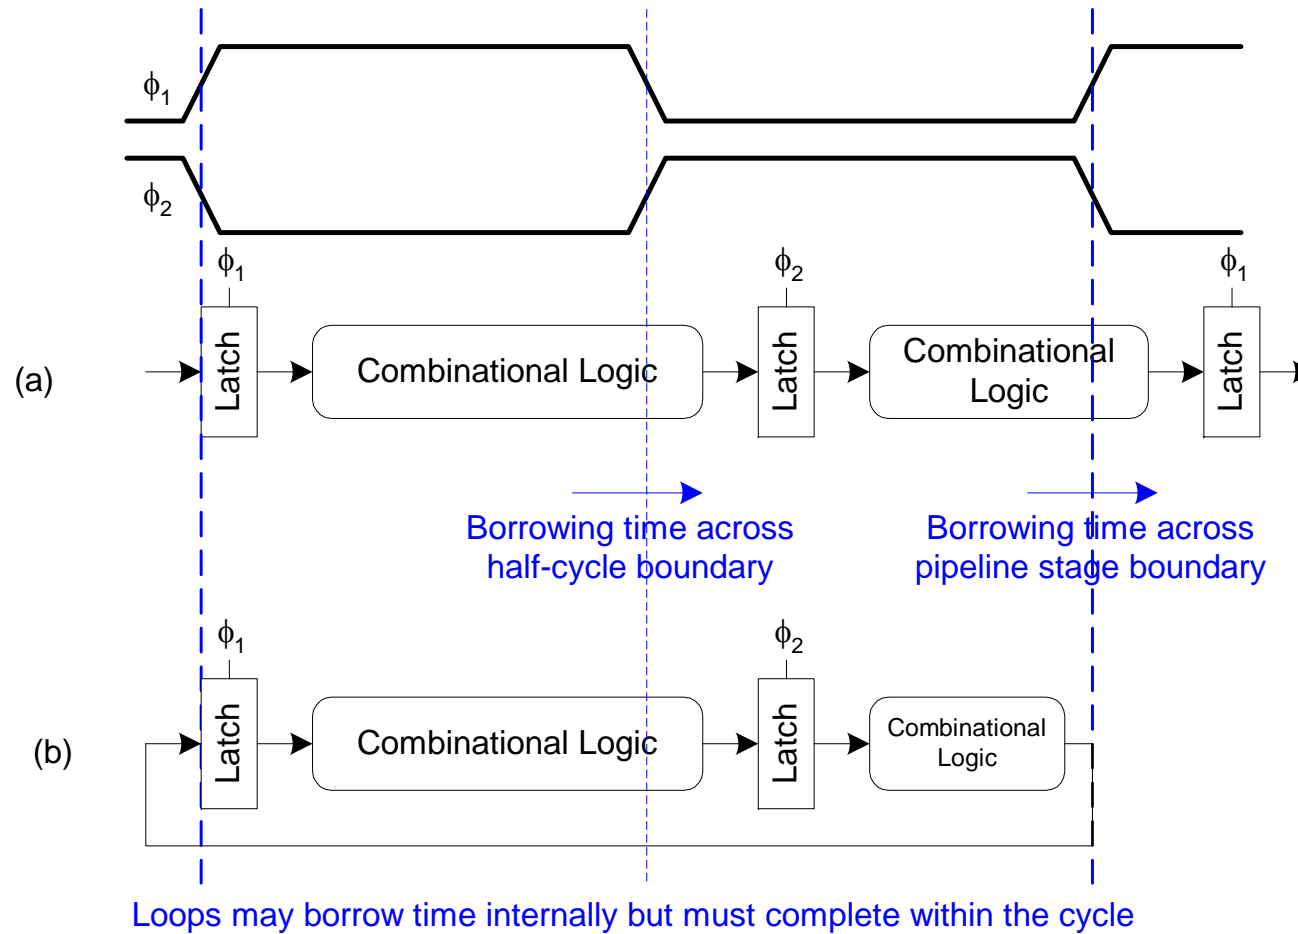 ϕ1
ϕ2
ϕ1
ϕ2
ϕ1
(a)
Latch
Combinational Logic
Latch
Combinational
Logic
Latch
Borrowing time across
half-cycle boundary
Borrowing time across
pipeline stage boundary
ϕ1
ϕ2
(b)
Latch
Combinational Logic
Latch
Combinational
Logic
Loops may borrow time internally but must complete within the cycle